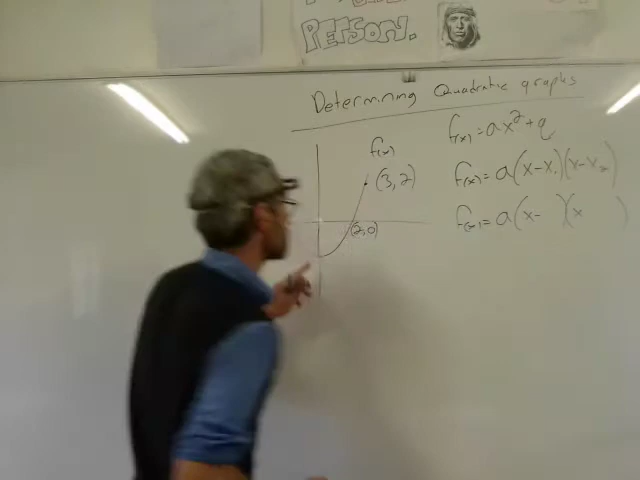 PERSON.
Determining Quadratic graphs
f(x) = ax² + q
f(x)
f(x) = a(x - x₁)(x - x₂)
(3, 2)
f(x) = a(x -   )(x   )
(2, 0)